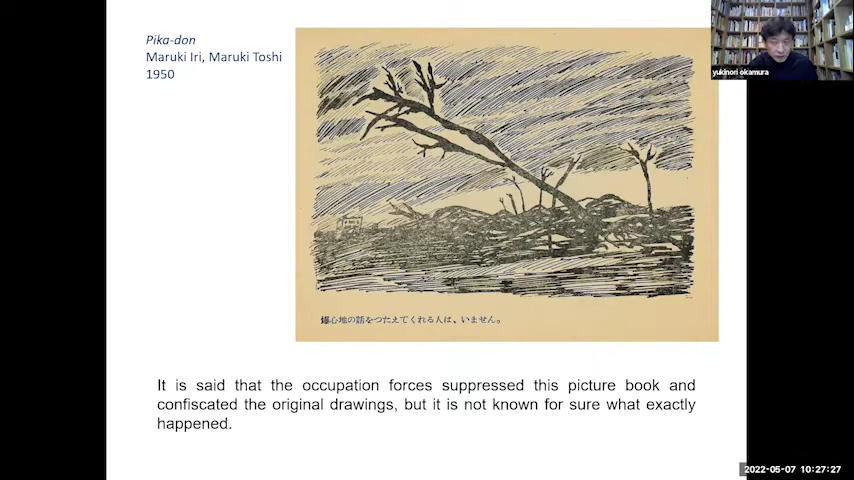 Pika-don
Maruki Iri, Maruki Toshi
1950
yukinori okamura
爆心地の話をつたえてくれる人は、いません。
It is said that the occupation forces suppressed this picture book and
confiscated the original drawings, but it is not known for sure what exactly
happened.
2022-05-07 10:27:27